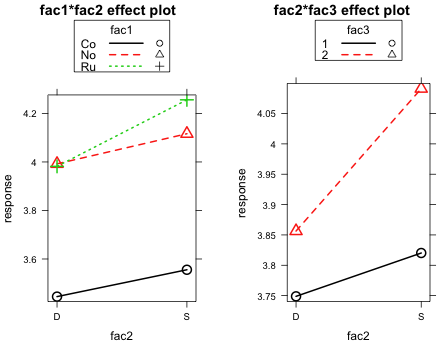 fac1*fac2 effect plot
fac1
Co
No
Ru
4.2
4
3.8
3.6
response
D S
fac2
fac2*fac3 effect plot
fac3
1
2
4.05
4
3.95
3.9
3.85
3.8
3.75
response
D S
fac2